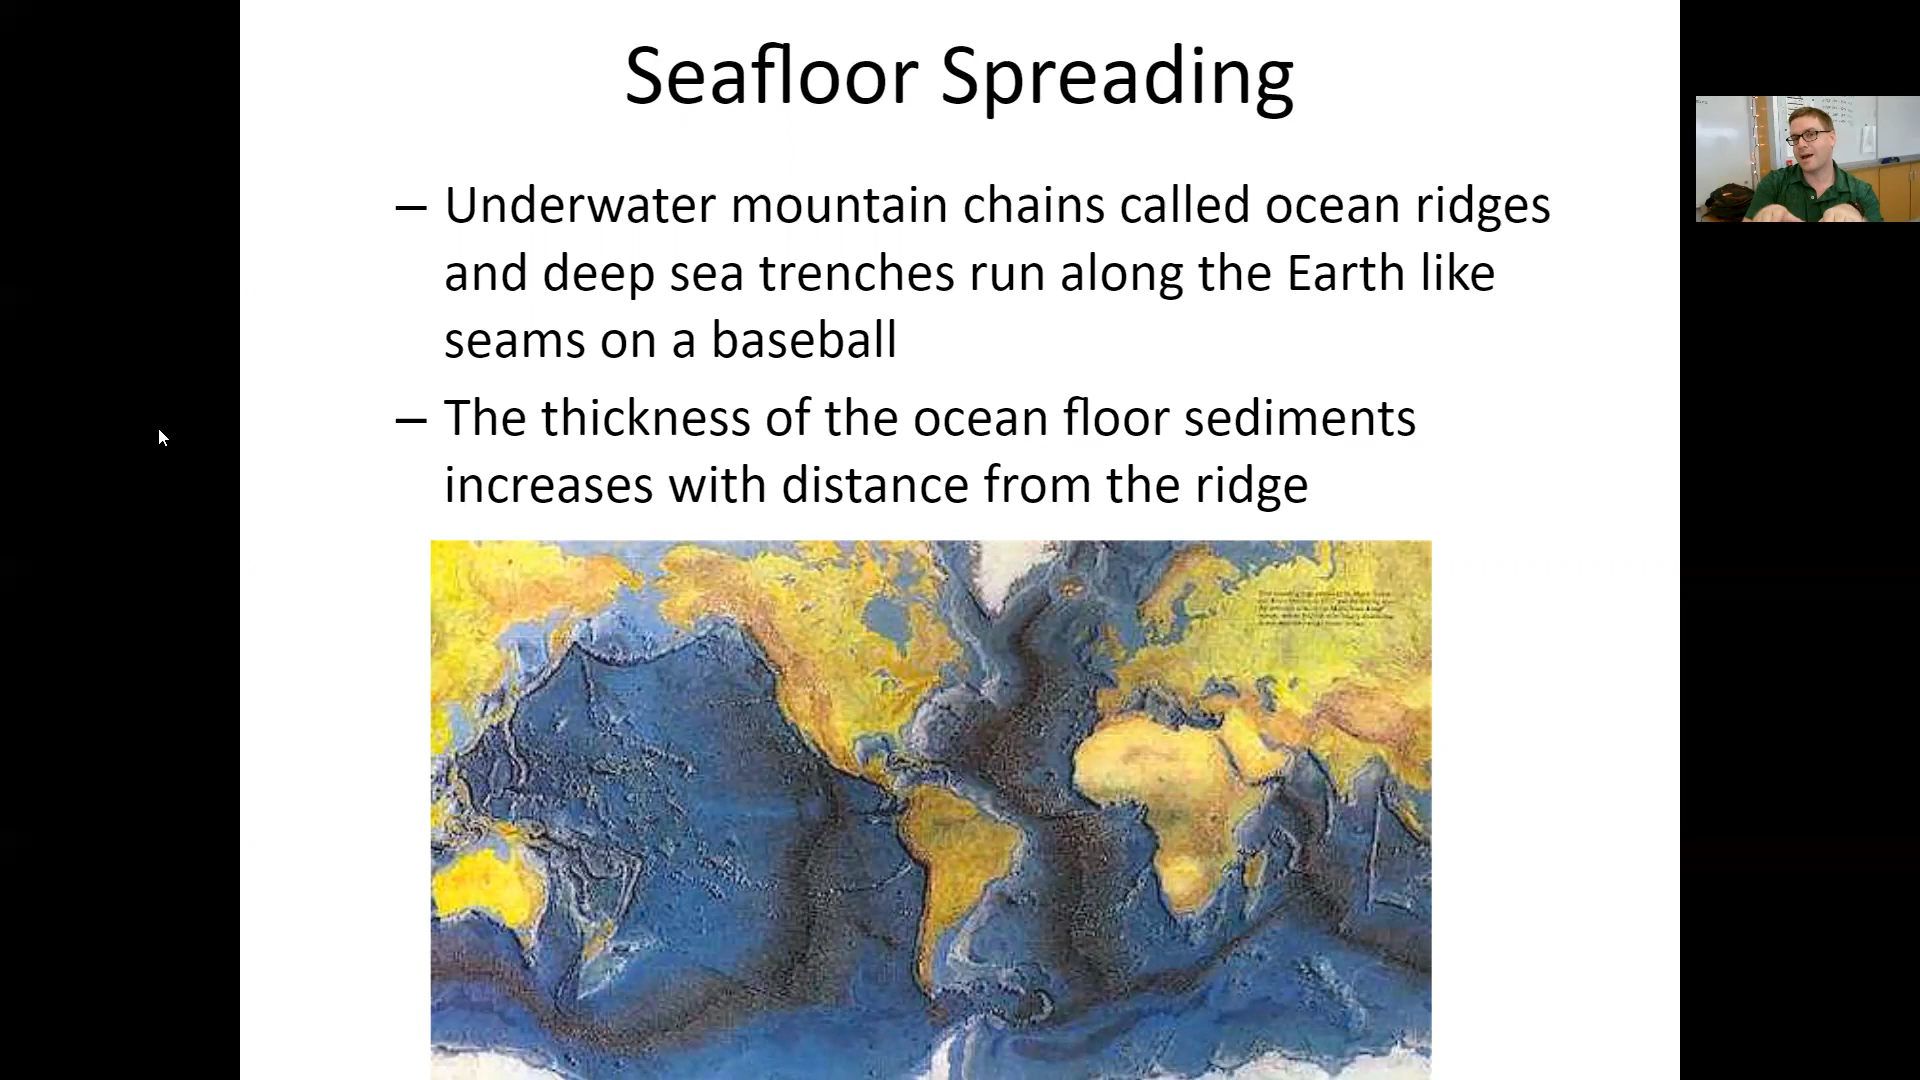 Seafloor Spreading
– Underwater mountain chains called ocean ridges
and deep sea trenches run along the Earth like
seams on a baseball
– The thickness of the ocean floor sediments
increases with distance from the ridge